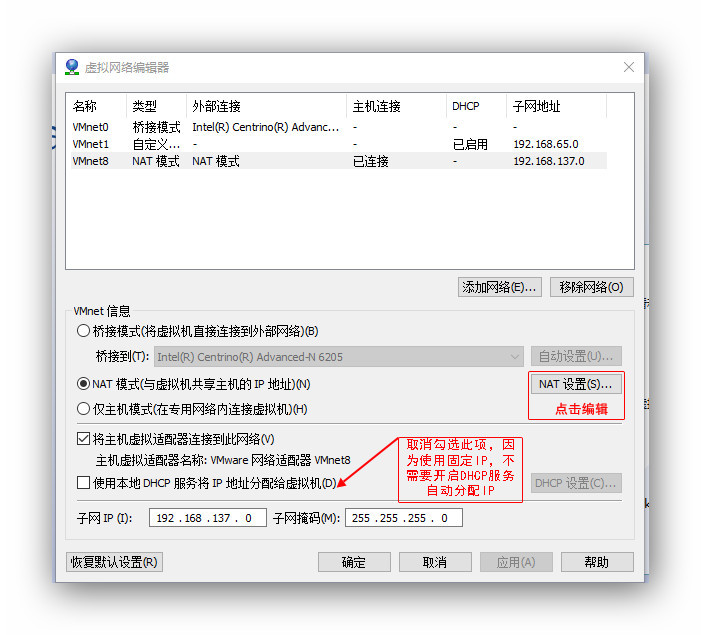 虚拟网络编辑器
名称 类型 外部连接 主机连接 DHCP 子网地址
VMnet0 桥接模式 Intel(R) Centrino(R) Advanc... - - -
VMnet1 自定义... - - 已启用 192.168.65.0
VMnet8 NAT 模式 NAT 模式 已连接 - 192.168.137.0
添加网络(E)... 移除网络(O)
VMnet 信息
桥接模式(将虚拟机直接连接到外部网络)(B)
桥接到(T): Intel(R) Centrino(R) Advanced-N 6205 自动设置(U)...
NAT 模式(与虚拟机共享主机的 IP 地址)(N) NAT 设置(S)...
点击编辑
仅主机模式(在专用网络内连接虚拟机)(H)
将主机虚拟适配器连接到此网络(V)
主机虚拟适配器名称: VMware 网络适配器 VMnet8
使用本地 DHCP 服务将 IP 地址分配给虚拟机(D) DHCP 设置(C)...
取消勾选此项，因
为使用固定IP，不
需要开启DHCP服务
自动分配IP
子网 IP (I): 192 .168 .137 . 0 子网掩码(M): 255 .255 .255 . 0
恢复默认设置(R) 确定 取消 应用(A) 帮助